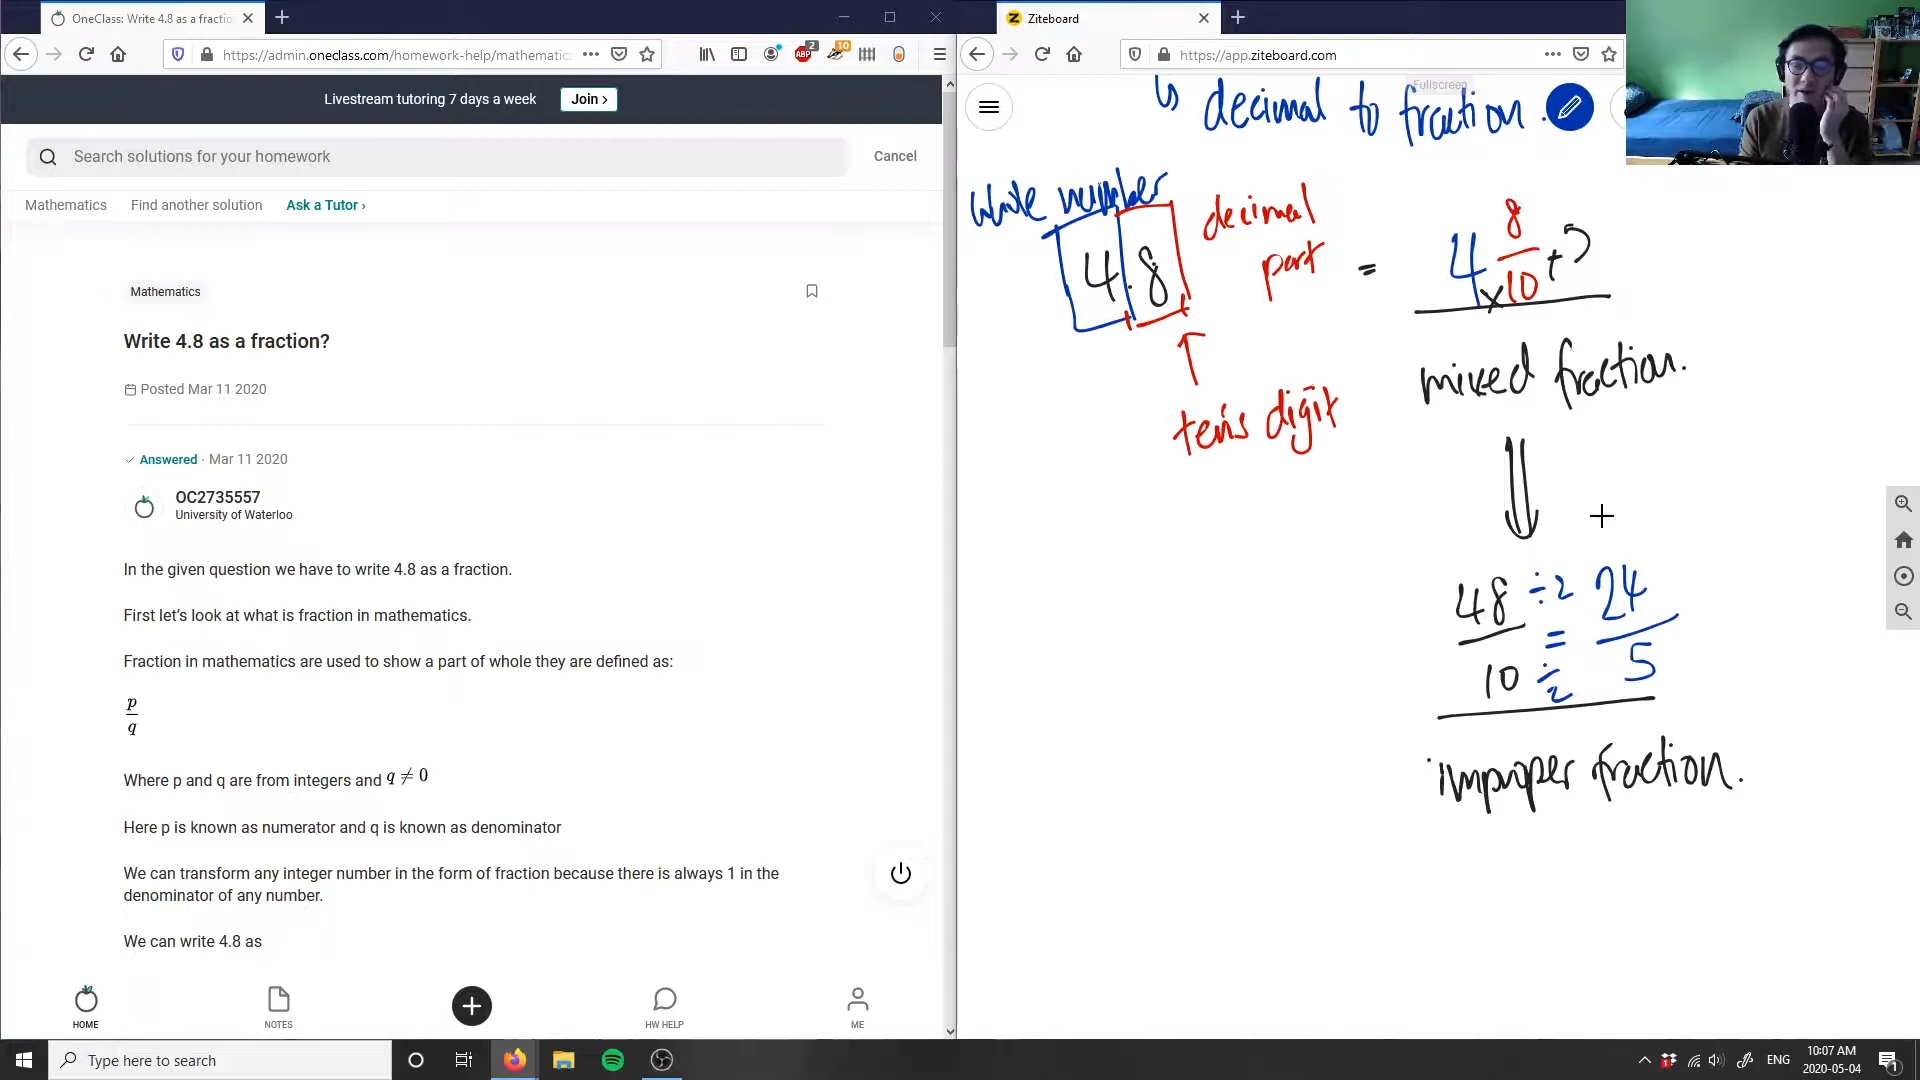 OneClass: Write 4.8 as a fractio
Ziteboard
https://admin.oneclass.com/homework-help/mathematic
ABP
2
10
https://app.ziteboard.com
Fullscreen
Livestream tutoring 7 days a week
Join ›
Search solutions for your homework
Cancel
Mathematics
Find another solution
Ask a Tutor ›
Mathematics
Write 4.8 as a fraction?
Posted Mar 11 2020
Answered · Mar 11 2020
OC2735557
University of Waterloo
In the given question we have to write 4.8 as a fraction.
First let's look at what is fraction in mathematics.
Fraction in mathematics are used to show a part of whole they are defined as:
p
q
Where p and q are from integers and q ≠ 0
Here p is known as numerator and q is known as denominator
We can transform any integer number in the form of fraction because there is always 1 in the
denominator of any number.
We can write 4.8 as
HOME
NOTES
HW HELP
ME
↳ decimal to fraction.
number
4.8
decimal
part
=
4 8/10
×
+
mixed fraction.
digit
48 ÷2 24
=
10 ÷2 5
improper fraction.
Type here to search
ENG
10:07 AM
2020-05-04
1